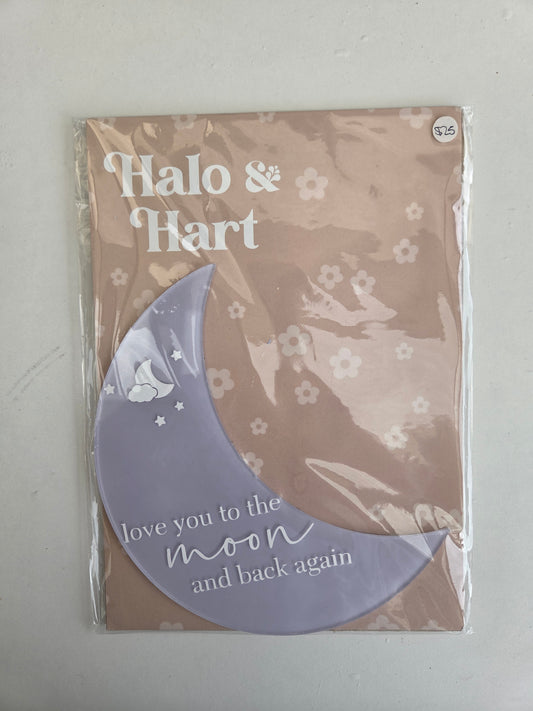 $25
Halo &
Hart
love you to the
moon
and back again